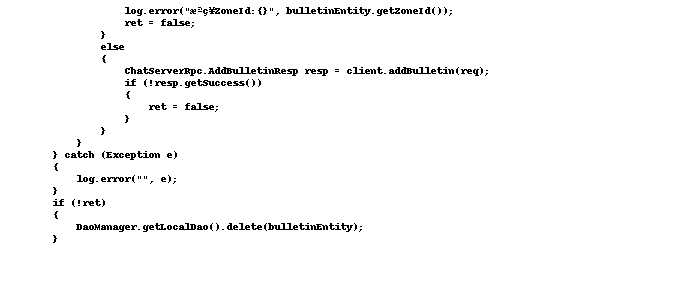 log.error("æªç¥ZoneId:{}", bulletinEntity.getZoneId());
ret = false;
}
else
{
ChatServerRpc.AddBulletinResp resp = client.addBulletin(req);
if (!resp.getSuccess())
{
ret = false;
}
}
}
} catch (Exception e)
{
log.error("", e);
}
if (!ret)
{
DaoManager.getLocalDao().delete(bulletinEntity);
}